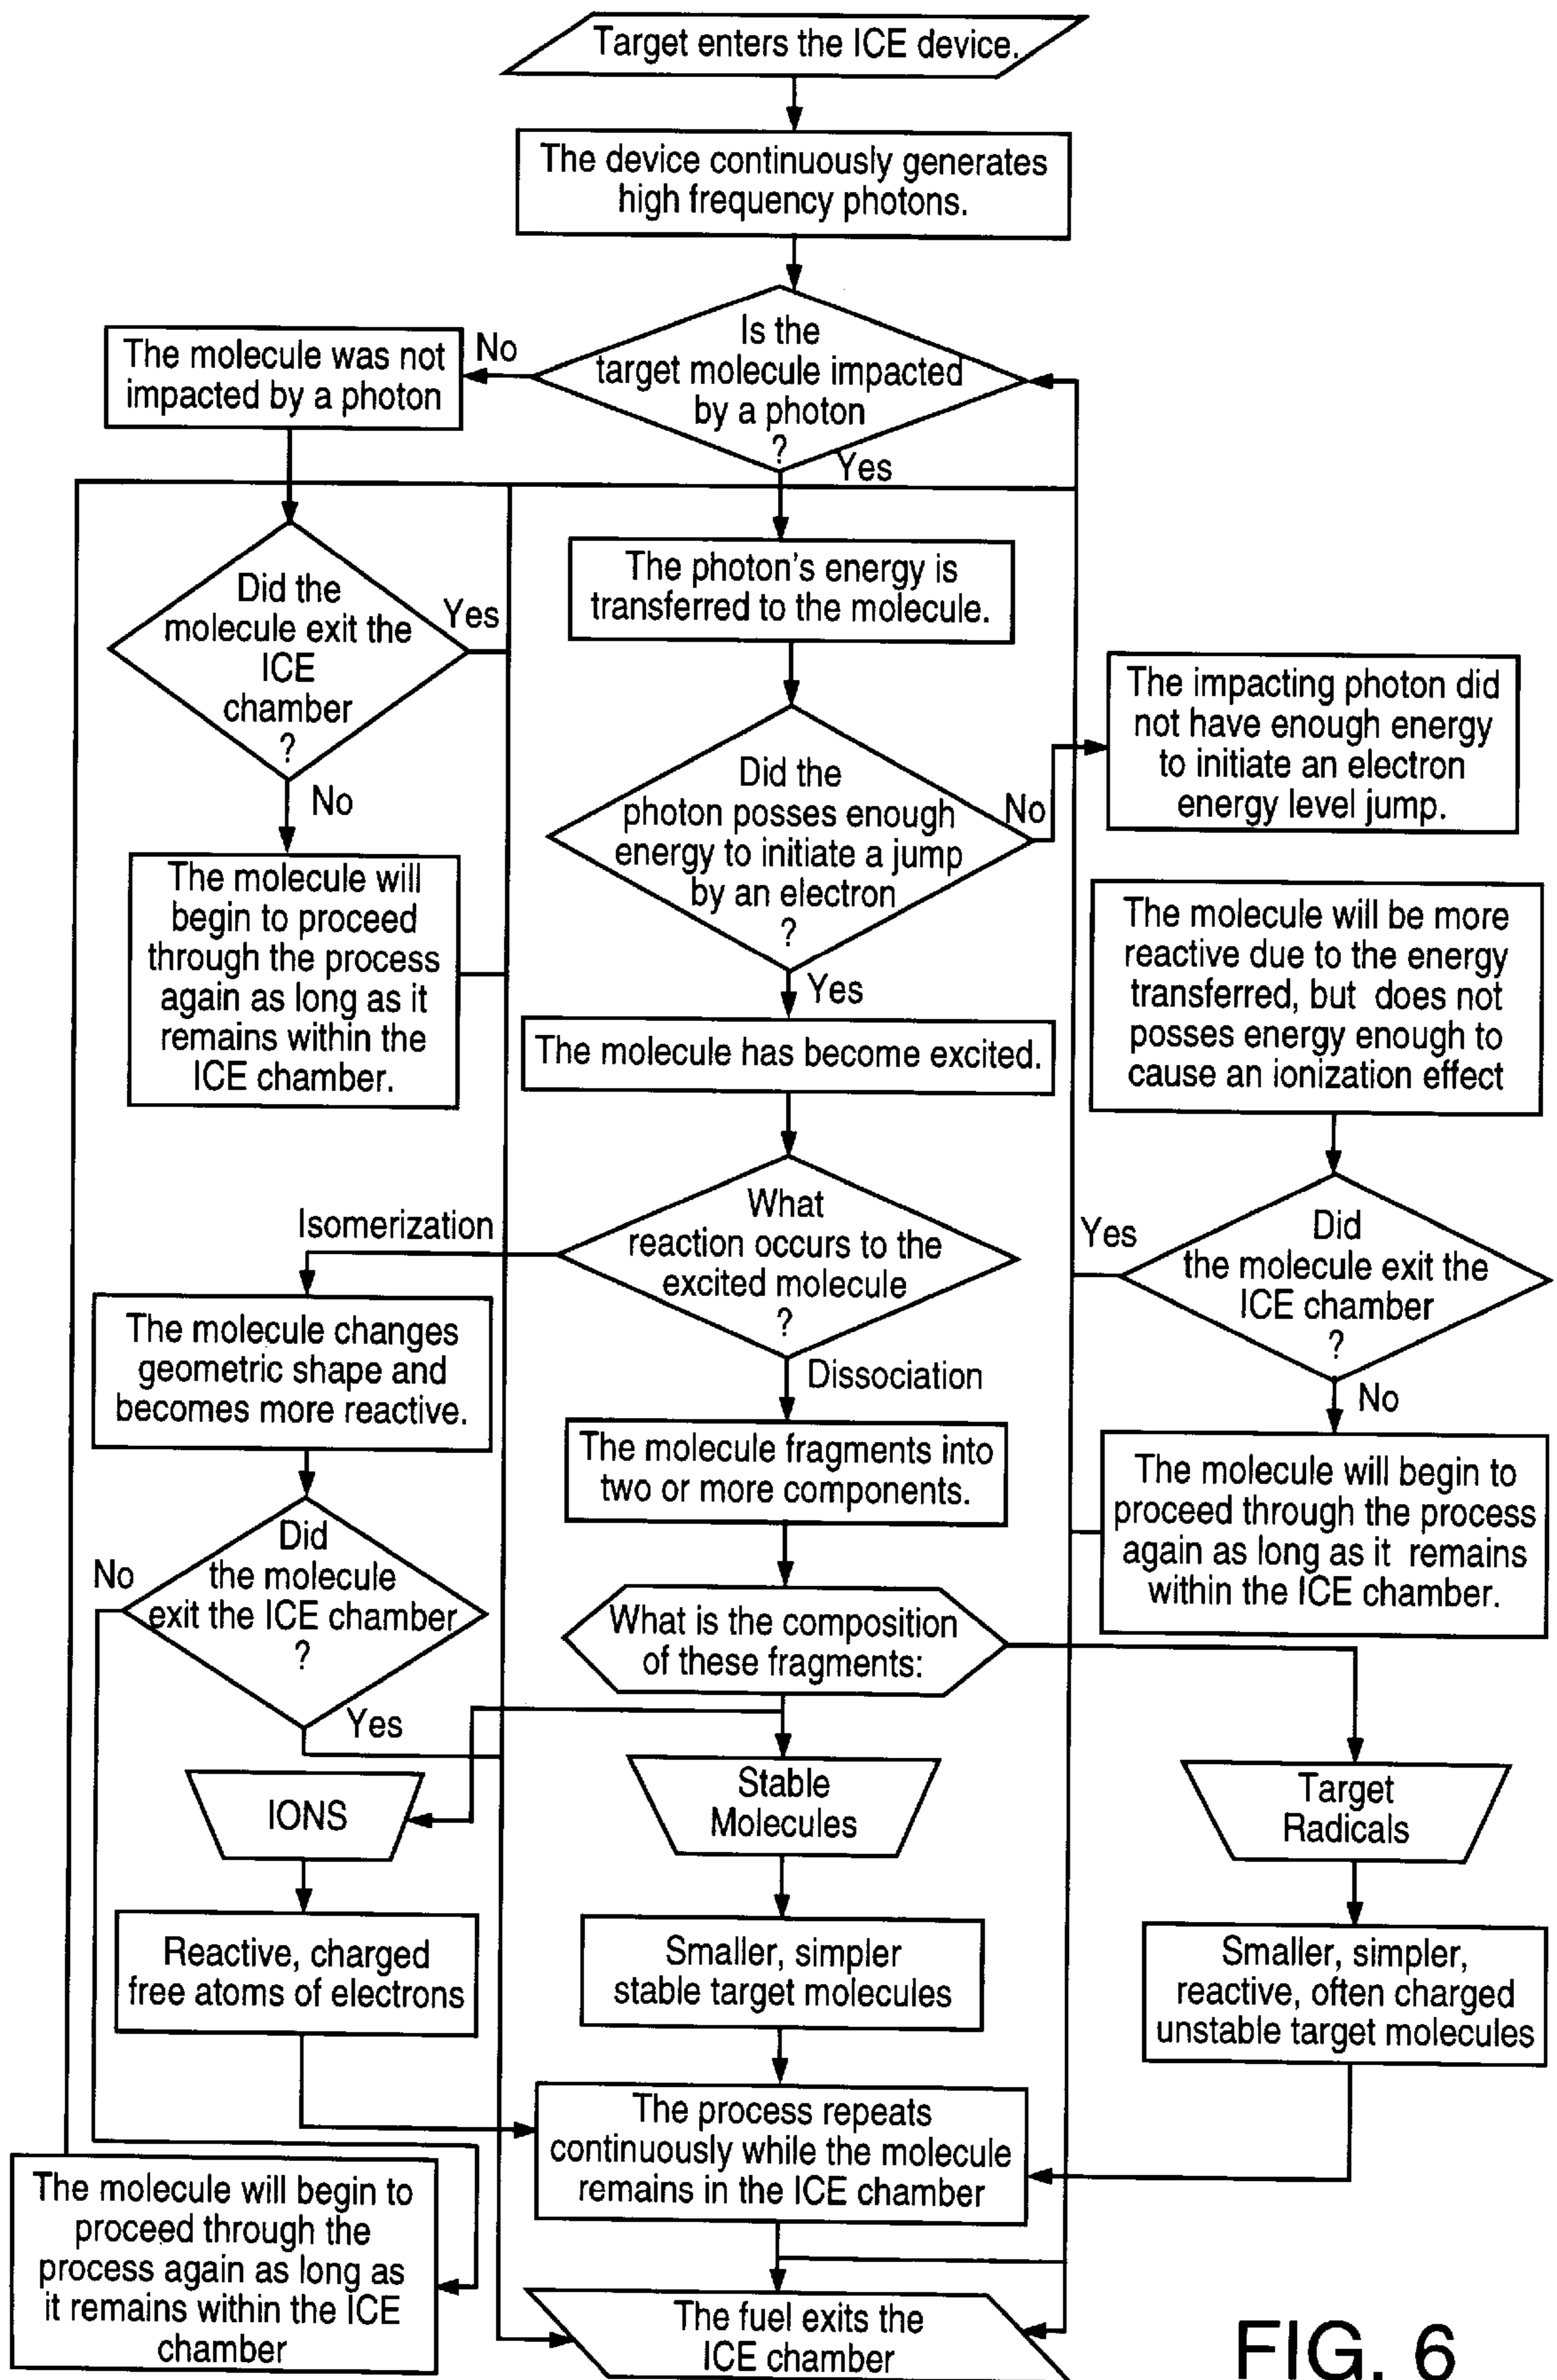 Target enters the ICE device.
The device continuously generates
high frequency photons.
Is the
target molecule impacted
by a photon
?
No
The molecule was not
impacted by a photon
Yes
Did the
molecule exit the
ICE
chamber
?
Yes
No
The molecule will
begin to proceed
through the process
again as long as it
remains within the
ICE chamber.
The photon's energy is
transferred to the molecule.
Did the
photon posses enough
energy to initiate a jump
by an electron
?
No
The impacting photon did
not have enough energy
to initiate an electron
energy level jump.
Yes
The molecule has become excited.
The molecule will be more
reactive due to the energy
transferred, but does not
posses energy enough to
cause an ionization effect
What
reaction occurs to the
excited molecule
?
Isomerization
Dissociation
Did
the molecule exit the
ICE chamber
?
Yes
No
The molecule changes
geometric shape and
becomes more reactive.
The molecule fragments into
two or more components.
The molecule will begin to
proceed through the process
again as long as it remains
within the ICE chamber.
Did
the molecule
exit the ICE chamber
?
No
Yes
What is the composition
of these fragments:
IONS
Stable
Molecules
Target
Radicals
Reactive, charged
free atoms of electrons
Smaller, simpler
stable target molecules
Smaller, simpler,
reactive, often charged
unstable target molecules
The process repeats
continuously while the molecule
remains in the ICE chamber
The molecule will begin to
proceed through the
process again as long as
it remains within the ICE
chamber
The fuel exits the
ICE chamber
FIG. 6